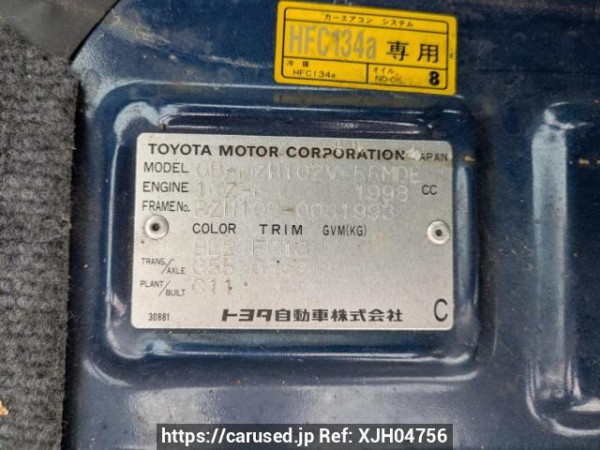 カーエアコン システム
HFC134a 専用
冷媒 オイル
HFC134a ND-OIL 8
TOYOTA MOTOR CORPORATION JAPAN
MODEL
ENGINE 1998 CC
FRAME No.
COLOR TRIM GVM(KG)
TRANS/AXLE
PLANT/BUILT
30881 トヨタ自動車株式会社 C
https://carused.jp Ref: XJH04756